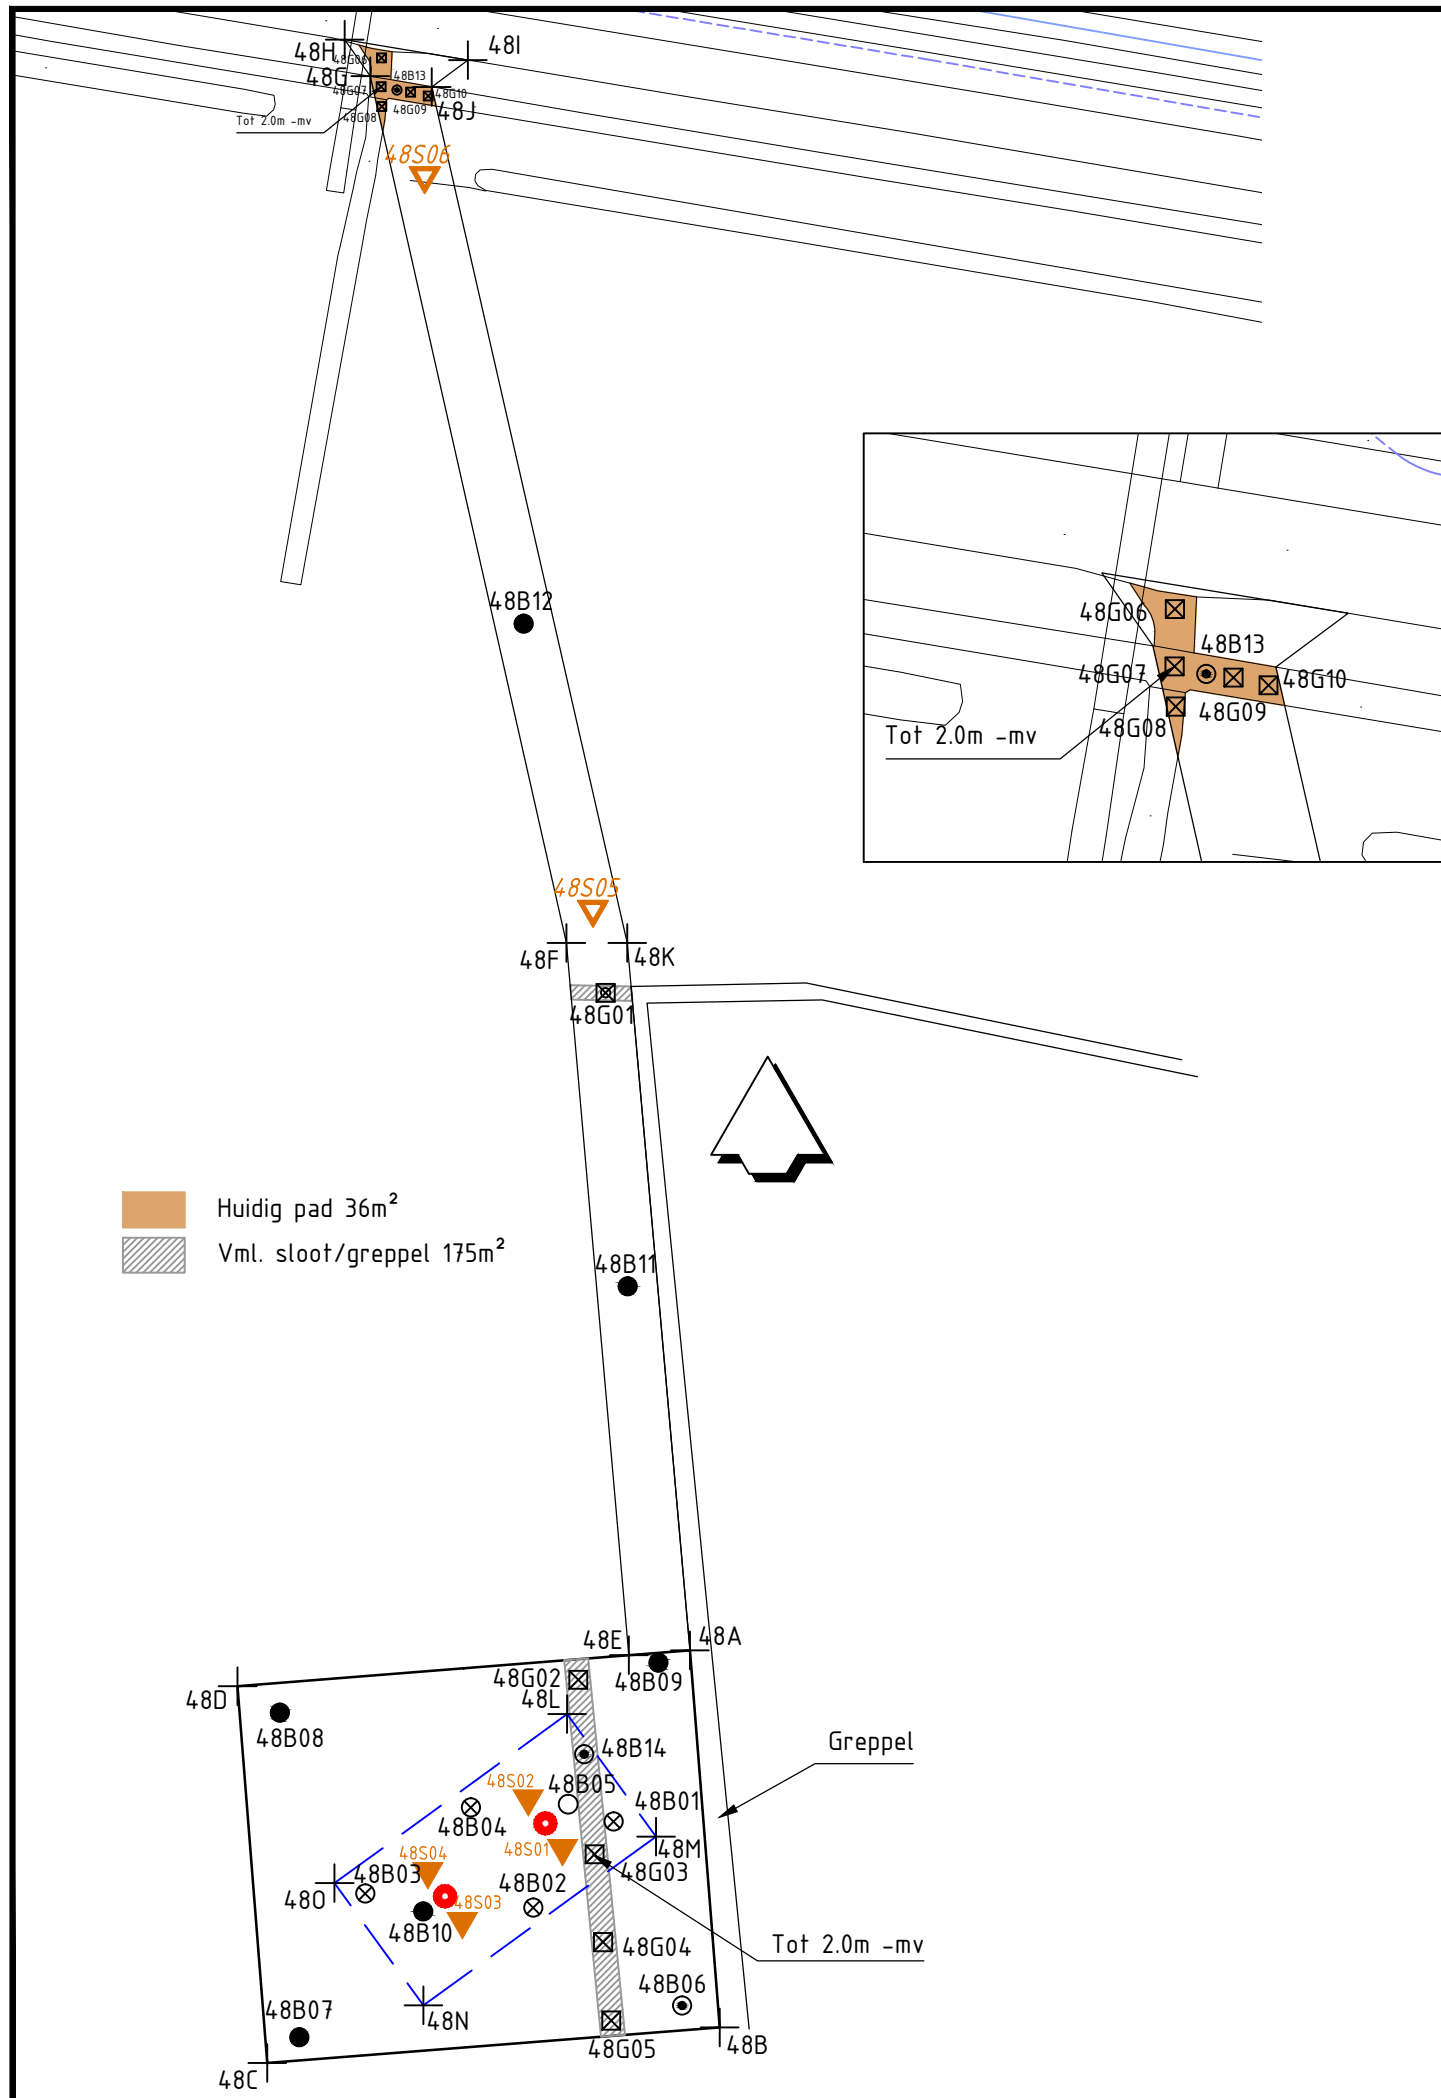 48H
48I
48G06
48G
48B13
48G07
48G10
48G09
48J
48G08
Tot 2.0m -mv
48S06
48B12
48G06
48B13
48G07
48G10
48G09
48G08
Tot 2.0m -mv
48S05
48F
48K
48G01
Huidig pad 36m²
Vml. sloot/greppel 175m²
48B11
48E
48A
48G02
48B09
48D
48L
48B08
48B14
Greppel
48S02
48B05
48B01
48B04
48S01
48M
48S04
48G03
48B03
48B02
48O
48S03
48B10
48G04
Tot 2.0m -mv
48B06
48B07
48N
48G05
48B
48C